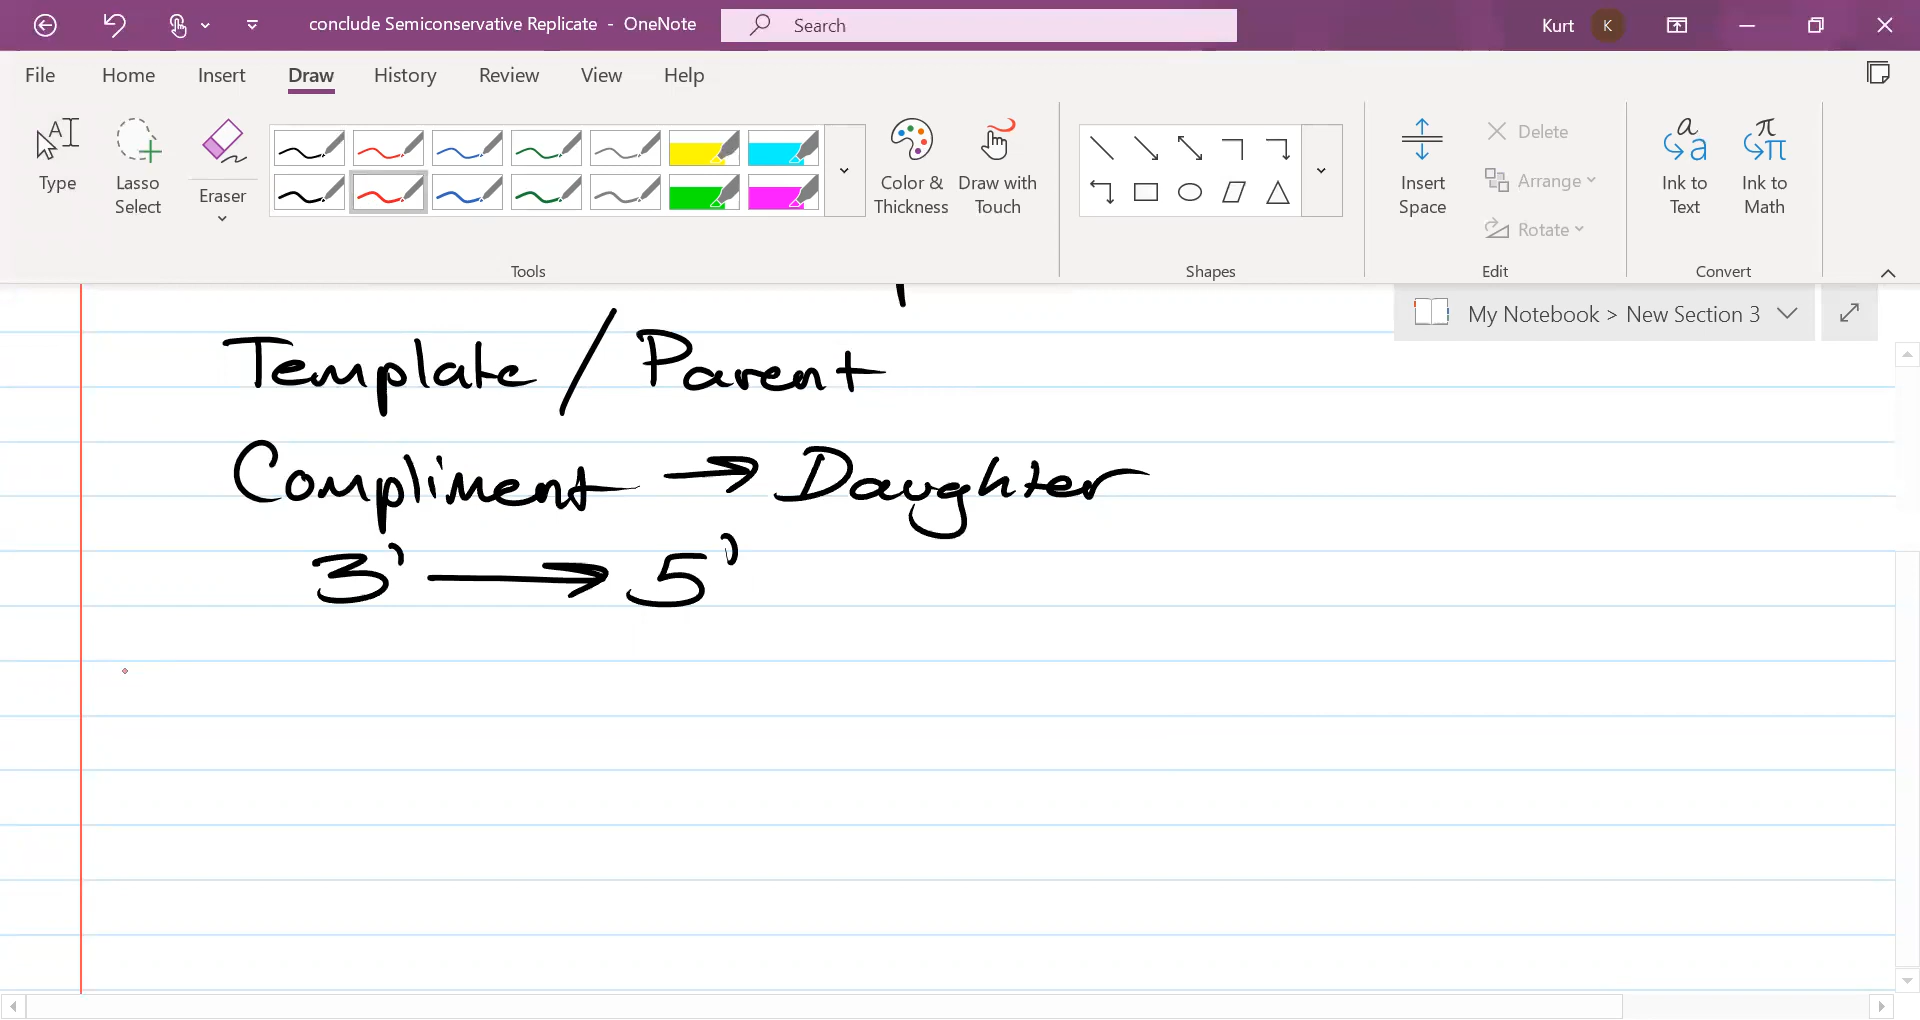 conclude Semiconservative Replicate - OneNote
Search
Kurt K
File Home Insert Draw History Review View Help
Type
Lasso Select
Eraser
Color & Thickness
Draw with Touch
Insert Space
Delete
Arrange
Rotate
Ink to Text
Ink to Math
Tools Shapes Edit Convert
My Notebook > New Section 3
Template / Parent
Compliment → Daughter
3' → 5'